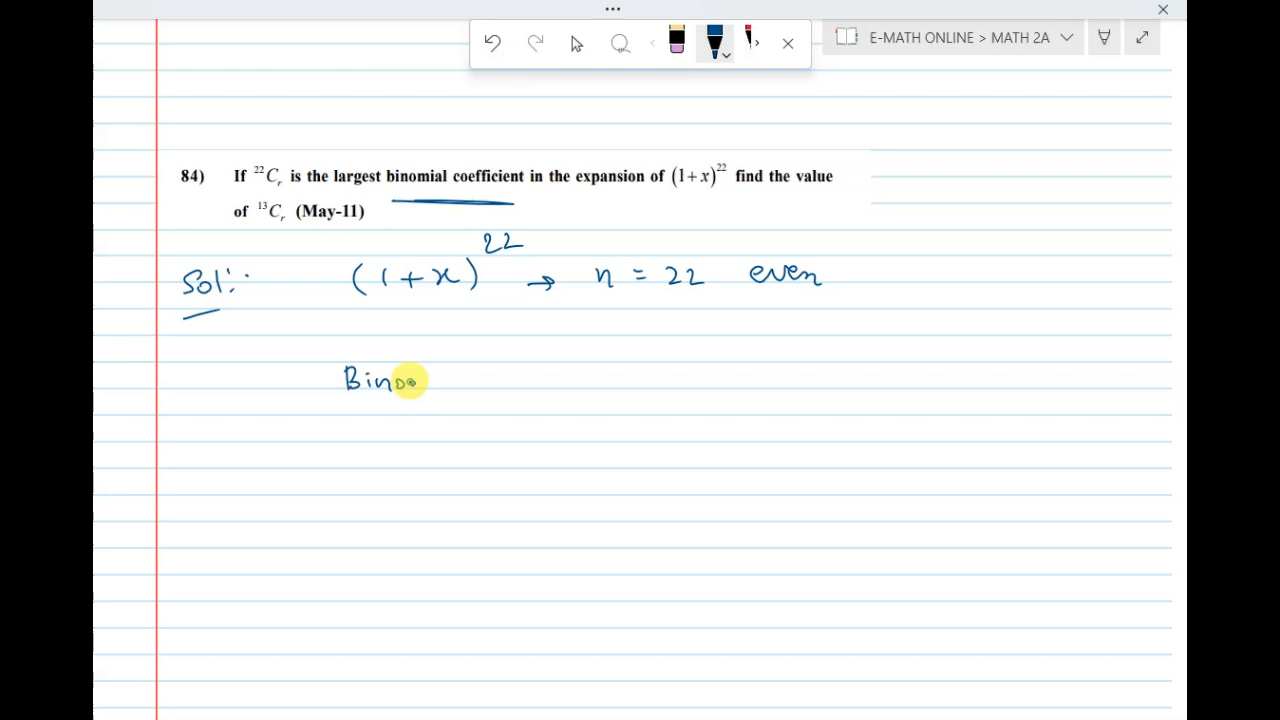 E-MATH ONLINE > MATH 2A
84) If ²²Cᵣ is the largest binomial coefficient in the expansion of (1+x)²² find the value
of ¹³Cᵣ (May-11)
Sol: (1+x)²² → n = 22 even
Bino